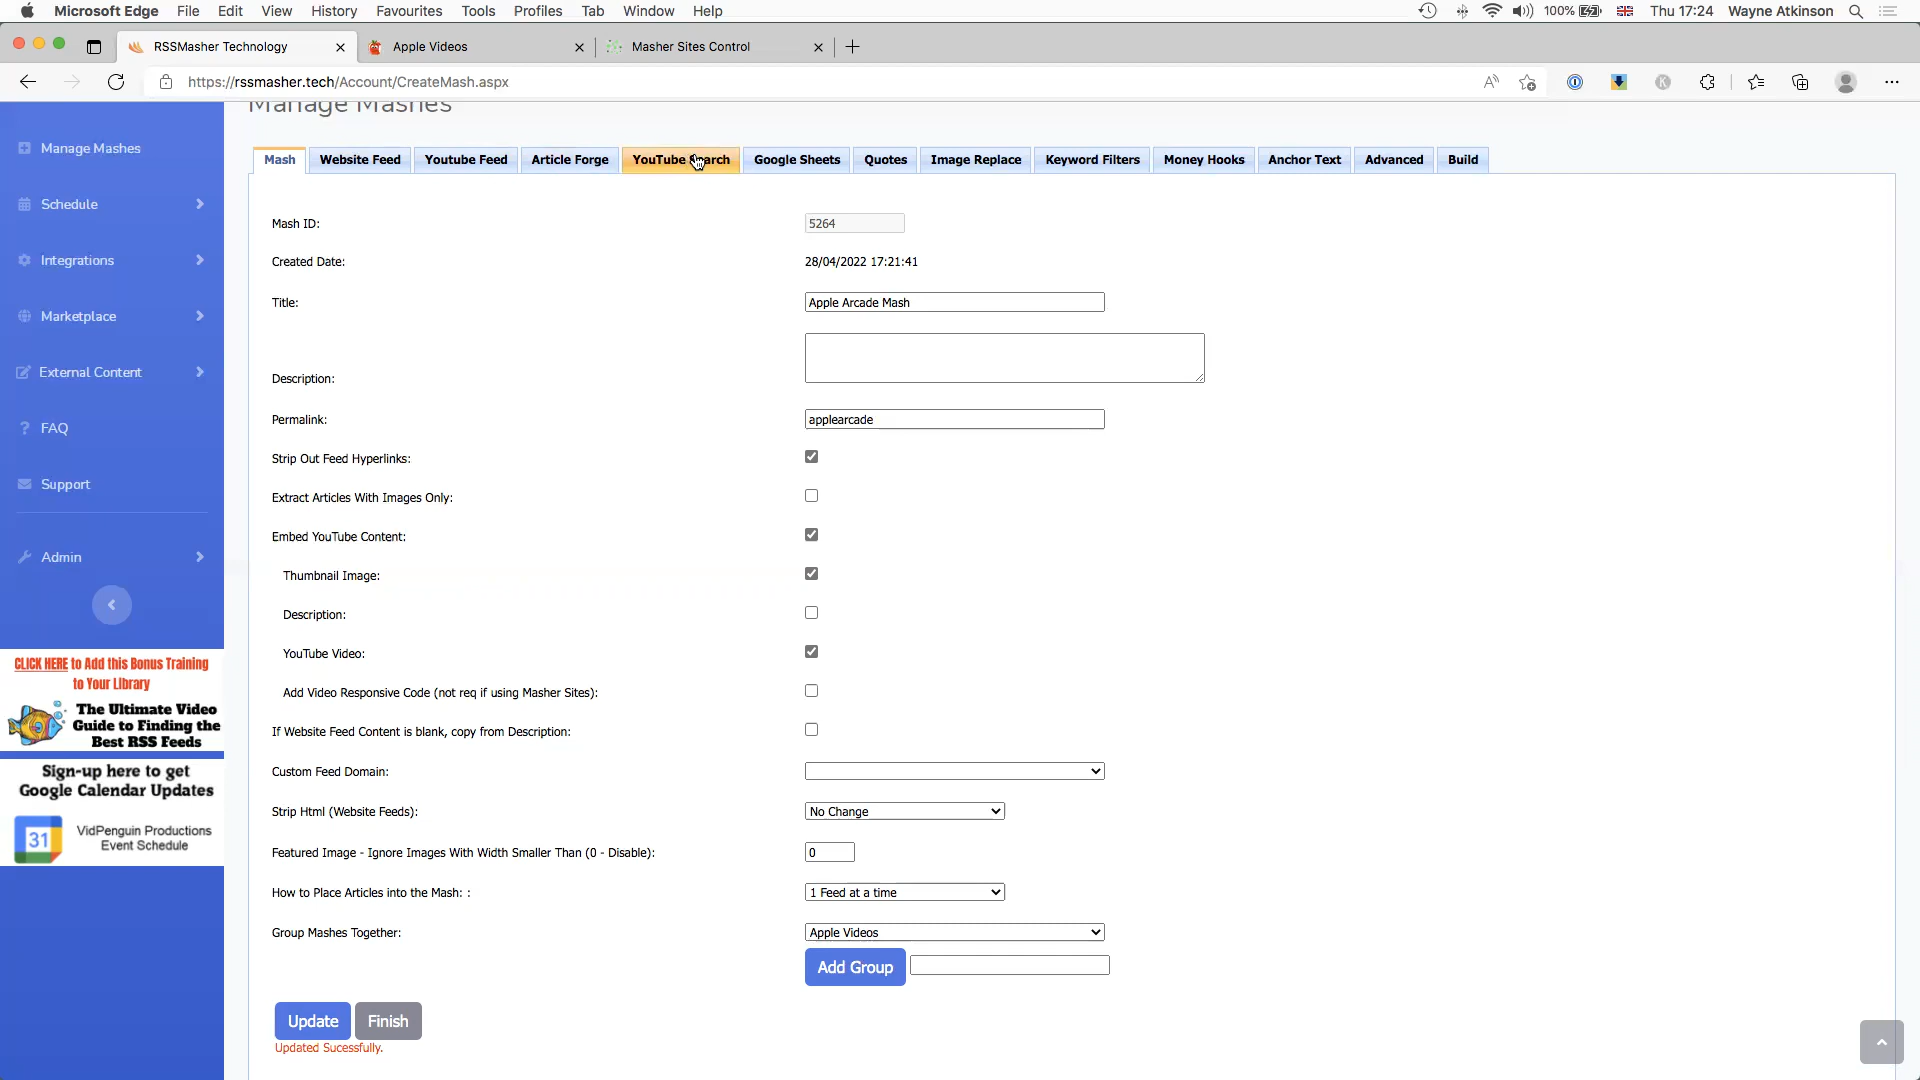 Microsoft Edge File Edit View History Favourites Tools Profiles Tab Window Help 100% Thu 17:24 Wayne Atkinson
RSSMasher Technology Apple Videos Masher Sites Control
https://rssmasher.tech/Account/CreateMash.aspx
Manage Mashes
Manage Mashes
Schedule
Integrations
Marketplace
External Content
FAQ
Support
Admin
CLICK HERE to Add this Bonus Training
to Your Library
The Ultimate Video
Guide to Finding the
Best RSS Feeds
Sign-up here to get
Google Calendar Updates
31
VidPenguin Productions
Event Schedule
Mash Website Feed Youtube Feed Article Forge YouTube Search Google Sheets Quotes Image Replace Keyword Filters Money Hooks Anchor Text Advanced Build
Mash ID: 5264
Created Date: 28/04/2022 17:21:41
Title: Apple Arcade Mash
Description:
Permalink: applearcade
Strip Out Feed Hyperlinks:
Extract Articles With Images Only:
Embed YouTube Content:
Thumbnail Image:
Description:
YouTube Video:
Add Video Responsive Code (not req if using Masher Sites):
If Website Feed Content is blank, copy from Description:
Custom Feed Domain:
Strip Html (Website Feeds): No Change
Featured Image - Ignore Images With Width Smaller Than (0 - Disable): 0
How to Place Articles into the Mash: : 1 Feed at a time
Group Mashes Together: Apple Videos
Add Group
Update Finish
Updated Sucessfully.